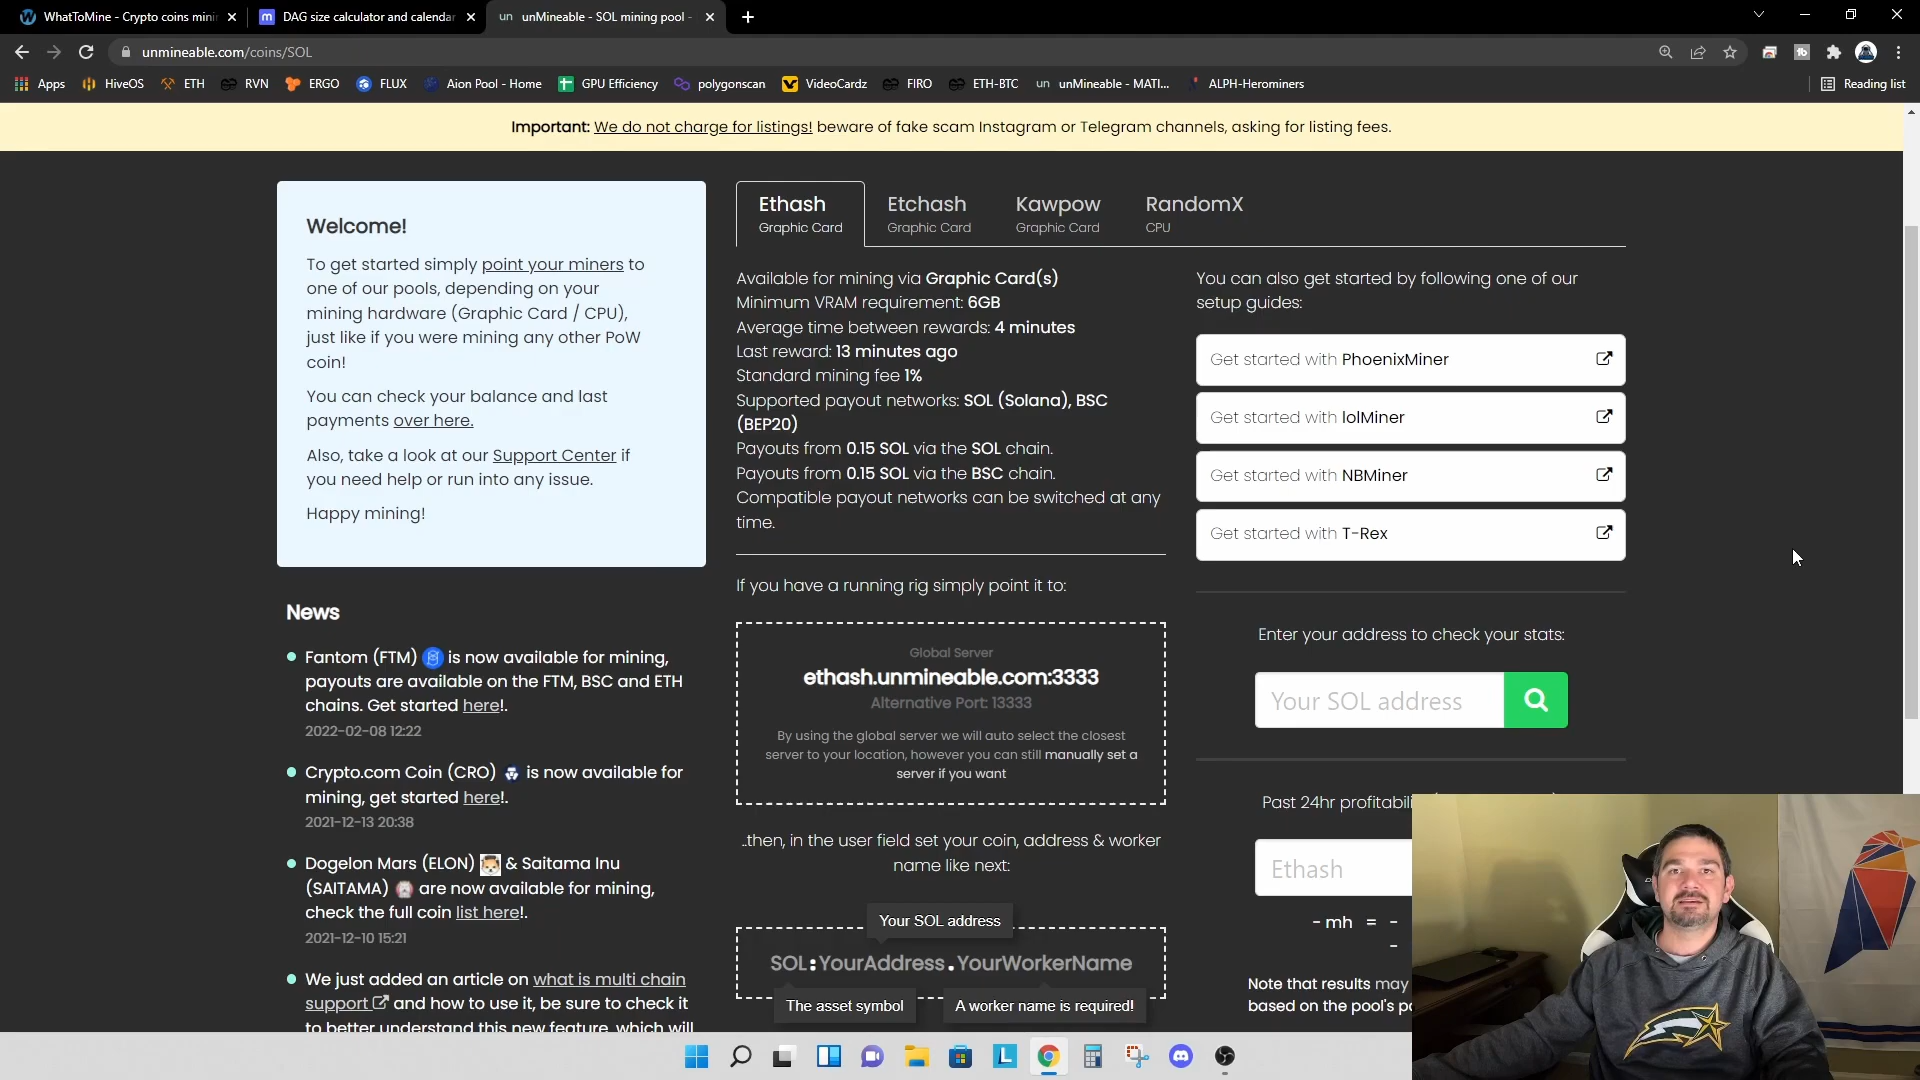 WhatToMine - Crypto coins mini
DAG size calculator and calendar
un unMineable - SOL mining pool -
unmineable.com/coins/SOL
Apps
HiveOS
ETH
RVN
ERGO
FLUX
Aion Pool - Home
GPU Efficiency
polygonscan
VideoCardz
FIRO
ETH-BTC
un unMineable - MATI...
ALPH-Herominers
Reading list
Important: We do not charge for listings! beware of fake scam Instagram or Telegram channels, asking for listing fees.
Welcome!
To get started simply point your miners to
one of our pools, depending on your
mining hardware (Graphic Card / CPU),
just like if you were mining any other PoW
coin!
You can check your balance and last
payments over here.
Also, take a look at our Support Center if
you need help or run into any issue.
Happy mining!
News
Fantom (FTM) is now available for mining,
payouts are available on the FTM, BSC and ETH
chains. Get started here!.
2022-02-08 12:22
Crypto.com Coin (CRO) is now available for
mining, get started here!.
2021-12-13 20:38
Dogelon Mars (ELON) & Saitama Inu
(SAITAMA) are now available for mining,
check the full coin list here!.
2021-12-10 15:21
We just added an article on what is multi chain
support and how to use it, be sure to check it
to better understand this new feature, which will
Ethash
Graphic Card
Etchash
Graphic Card
Kawpow
Graphic Card
RandomX
CPU
Available for mining via Graphic Card(s)
Minimum VRAM requirement: 6GB
Average time between rewards: 4 minutes
Last reward: 13 minutes ago
Standard mining fee 1%
Supported payout networks: SOL (Solana), BSC
(BEP20)
Payouts from 0.15 SOL via the SOL chain.
Payouts from 0.15 SOL via the BSC chain.
Compatible payout networks can be switched at any
time.
If you have a running rig simply point it to:
Global Server
ethash.unmineable.com:3333
Alternative Port: 13333
By using the global server we will auto select the closest
server to your location, however you can still manually set a
server if you want
..then, in the user field set your coin, address & worker
name like next:
Your SOL address
SOL:YourAddress.YourWorkerName
The asset symbol
A worker name is required!
You can also get started by following one of our
setup guides:
Get started with PhoenixMiner
Get started with lolMiner
Get started with NBMiner
Get started with T-Rex
Enter your address to check your stats:
Your SOL address
Past 24hr profitabili
Ethash
- mh = -
-
Note that results may
based on the pool's p